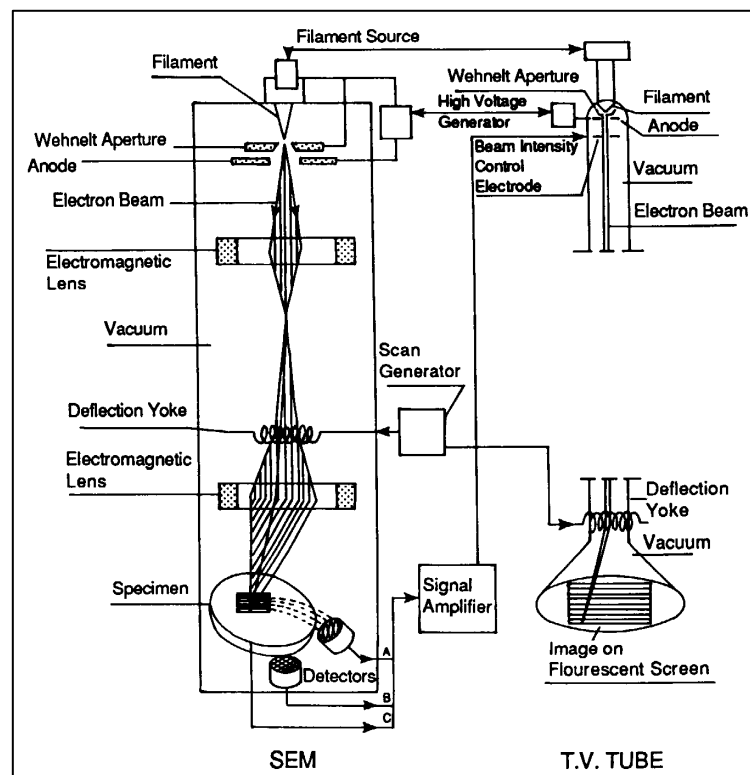 Filament Source
Filament
Wehnelt Aperture
Anode
Electron Beam
Electromagnetic
Lens
Vacuum
Deflection Yoke
Electromagnetic
Lens
Specimen
Detectors
A
B
C
SEM
High Voltage
Generator
Scan
Generator
Signal
Amplifier
Wehnelt Aperture
Filament
Anode
Beam Intensity
Control
Electrode
Vacuum
Electron Beam
Deflection
Yoke
Vacuum
Image on
Flourescent Screen
T.V. TUBE